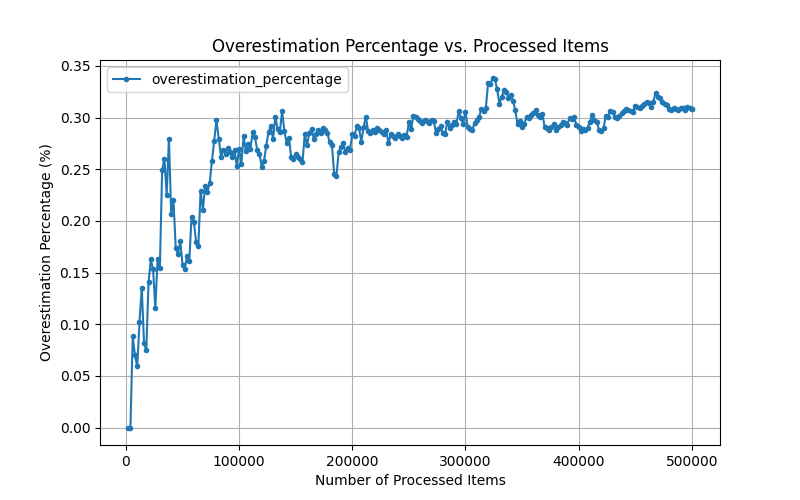 Overestimation Percentage vs. Processed Items
overestimation_percentage
Overestimation Percentage (%)
0.35
0.30
0.25
0.20
0.15
0.10
0.05
0.00
0 100000 200000 300000 400000 500000
Number of Processed Items